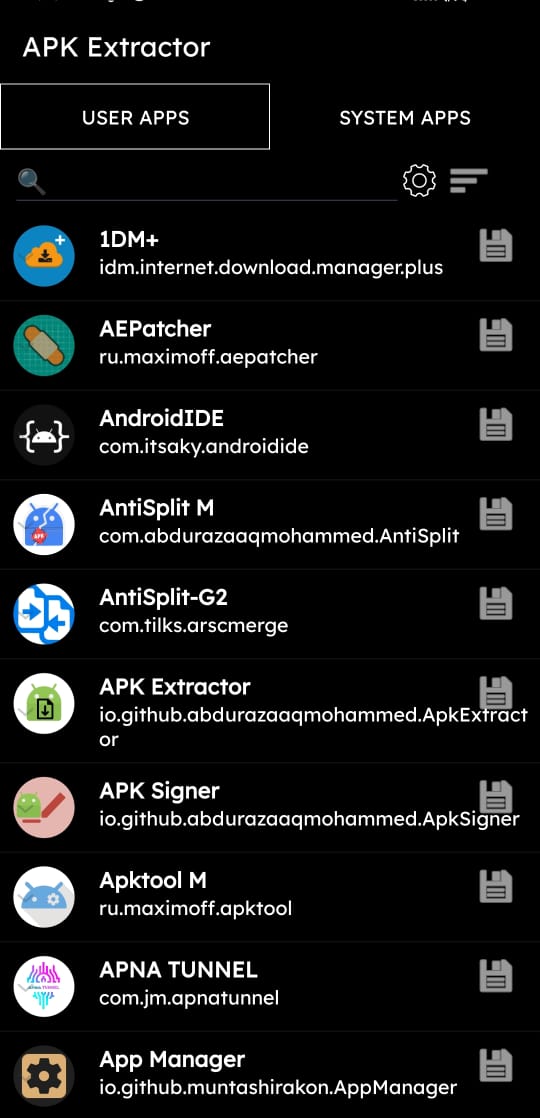 APK Extractor
USER APPS
SYSTEM APPS
1DM+
idm.internet.download.manager.plus
AEPatcher
ru.maximoff.aepatcher
AndroidIDE
com.itsaky.androidide
AntiSplit M
com.abdurazaaqmohammed.AntiSplit
AntiSplit-G2
com.tilks.arscmerge
APK Extractor
io.github.abdurazaaqmohammed.ApkExtract
or
APK Signer
io.github.abdurazaaqmohammed.ApkSigner
Apktool M
ru.maximoff.apktool
APNA TUNNEL
com.jm.apnatunnel
App Manager
io.github.muntashirakon.AppManager